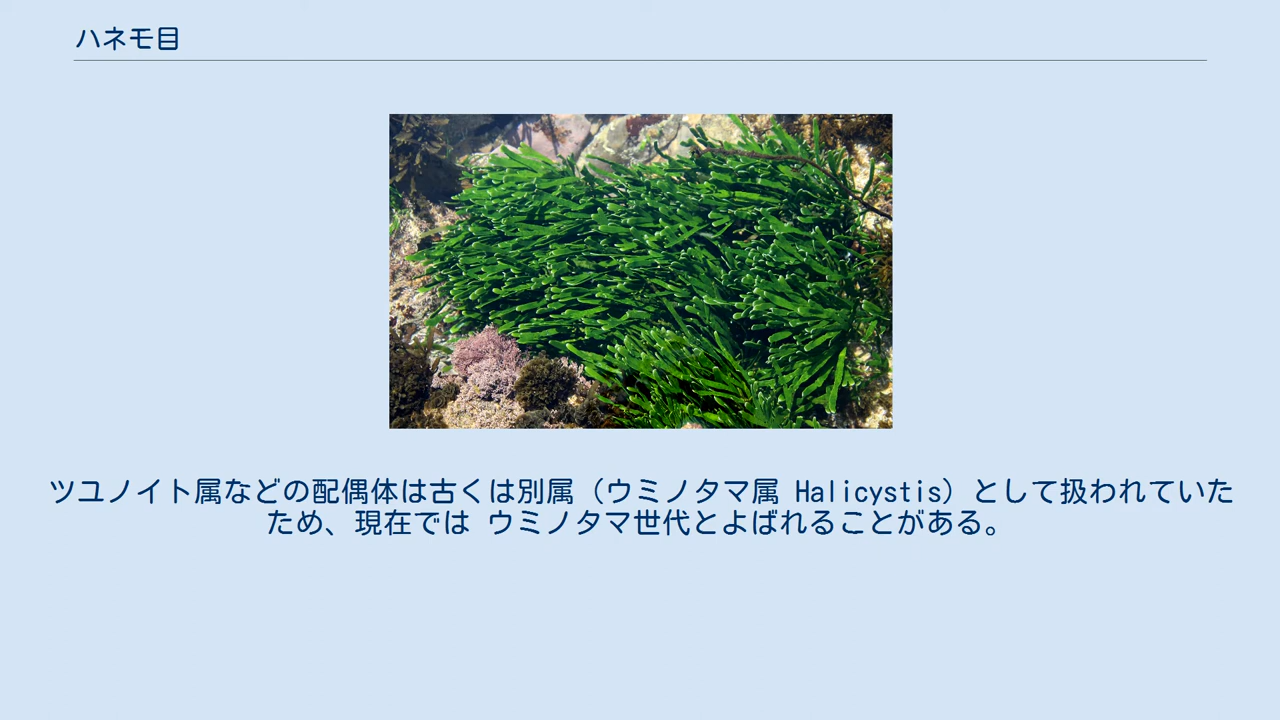 ハネモ目
ツユノイト属などの配偶体は古くは別属（ウミノタマ属 Halicystis）として扱われていた
ため、現在では ウミノタマ世代とよばれることがある。